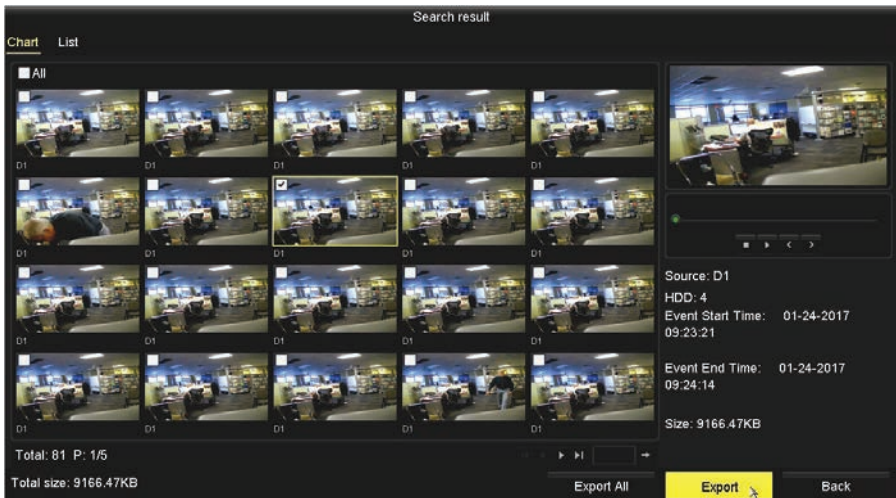 Search result
Chart List
All
D1 D1 D1 D1 D1
D1 D1 D1 D1 D1
D1 D1 D1 D1 D1
D1 D1 D1 D1 D1
Total: 81 P: 1/5
Total size: 9166.47KB
Source: D1
HDD: 4
Event Start Time: 01-24-2017
09:23:21
Event End Time: 01-24-2017
09:24:14
Size: 9166.47KB
Export All Export Back